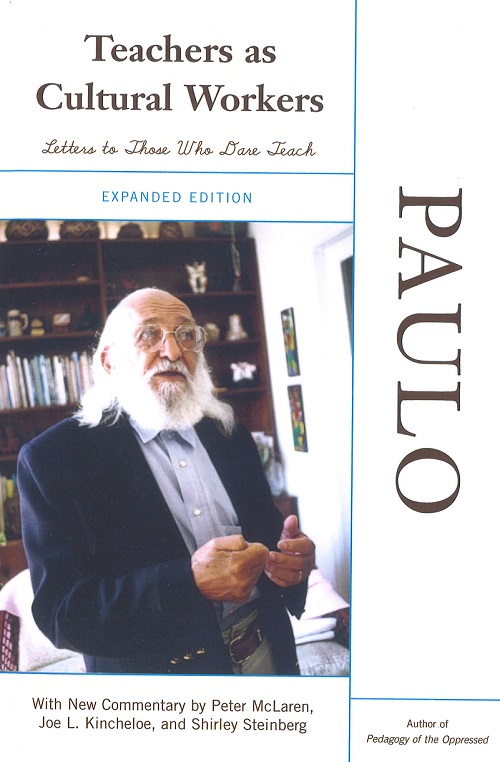 Teachers as
Cultural Workers
Letters to Those Who Dare Teach
EXPANDED EDITION
PAULO
With New Commentary by Peter McLaren,
Joe L. Kincheloe, and Shirley Steinberg
Author of
Pedagogy of the Oppressed